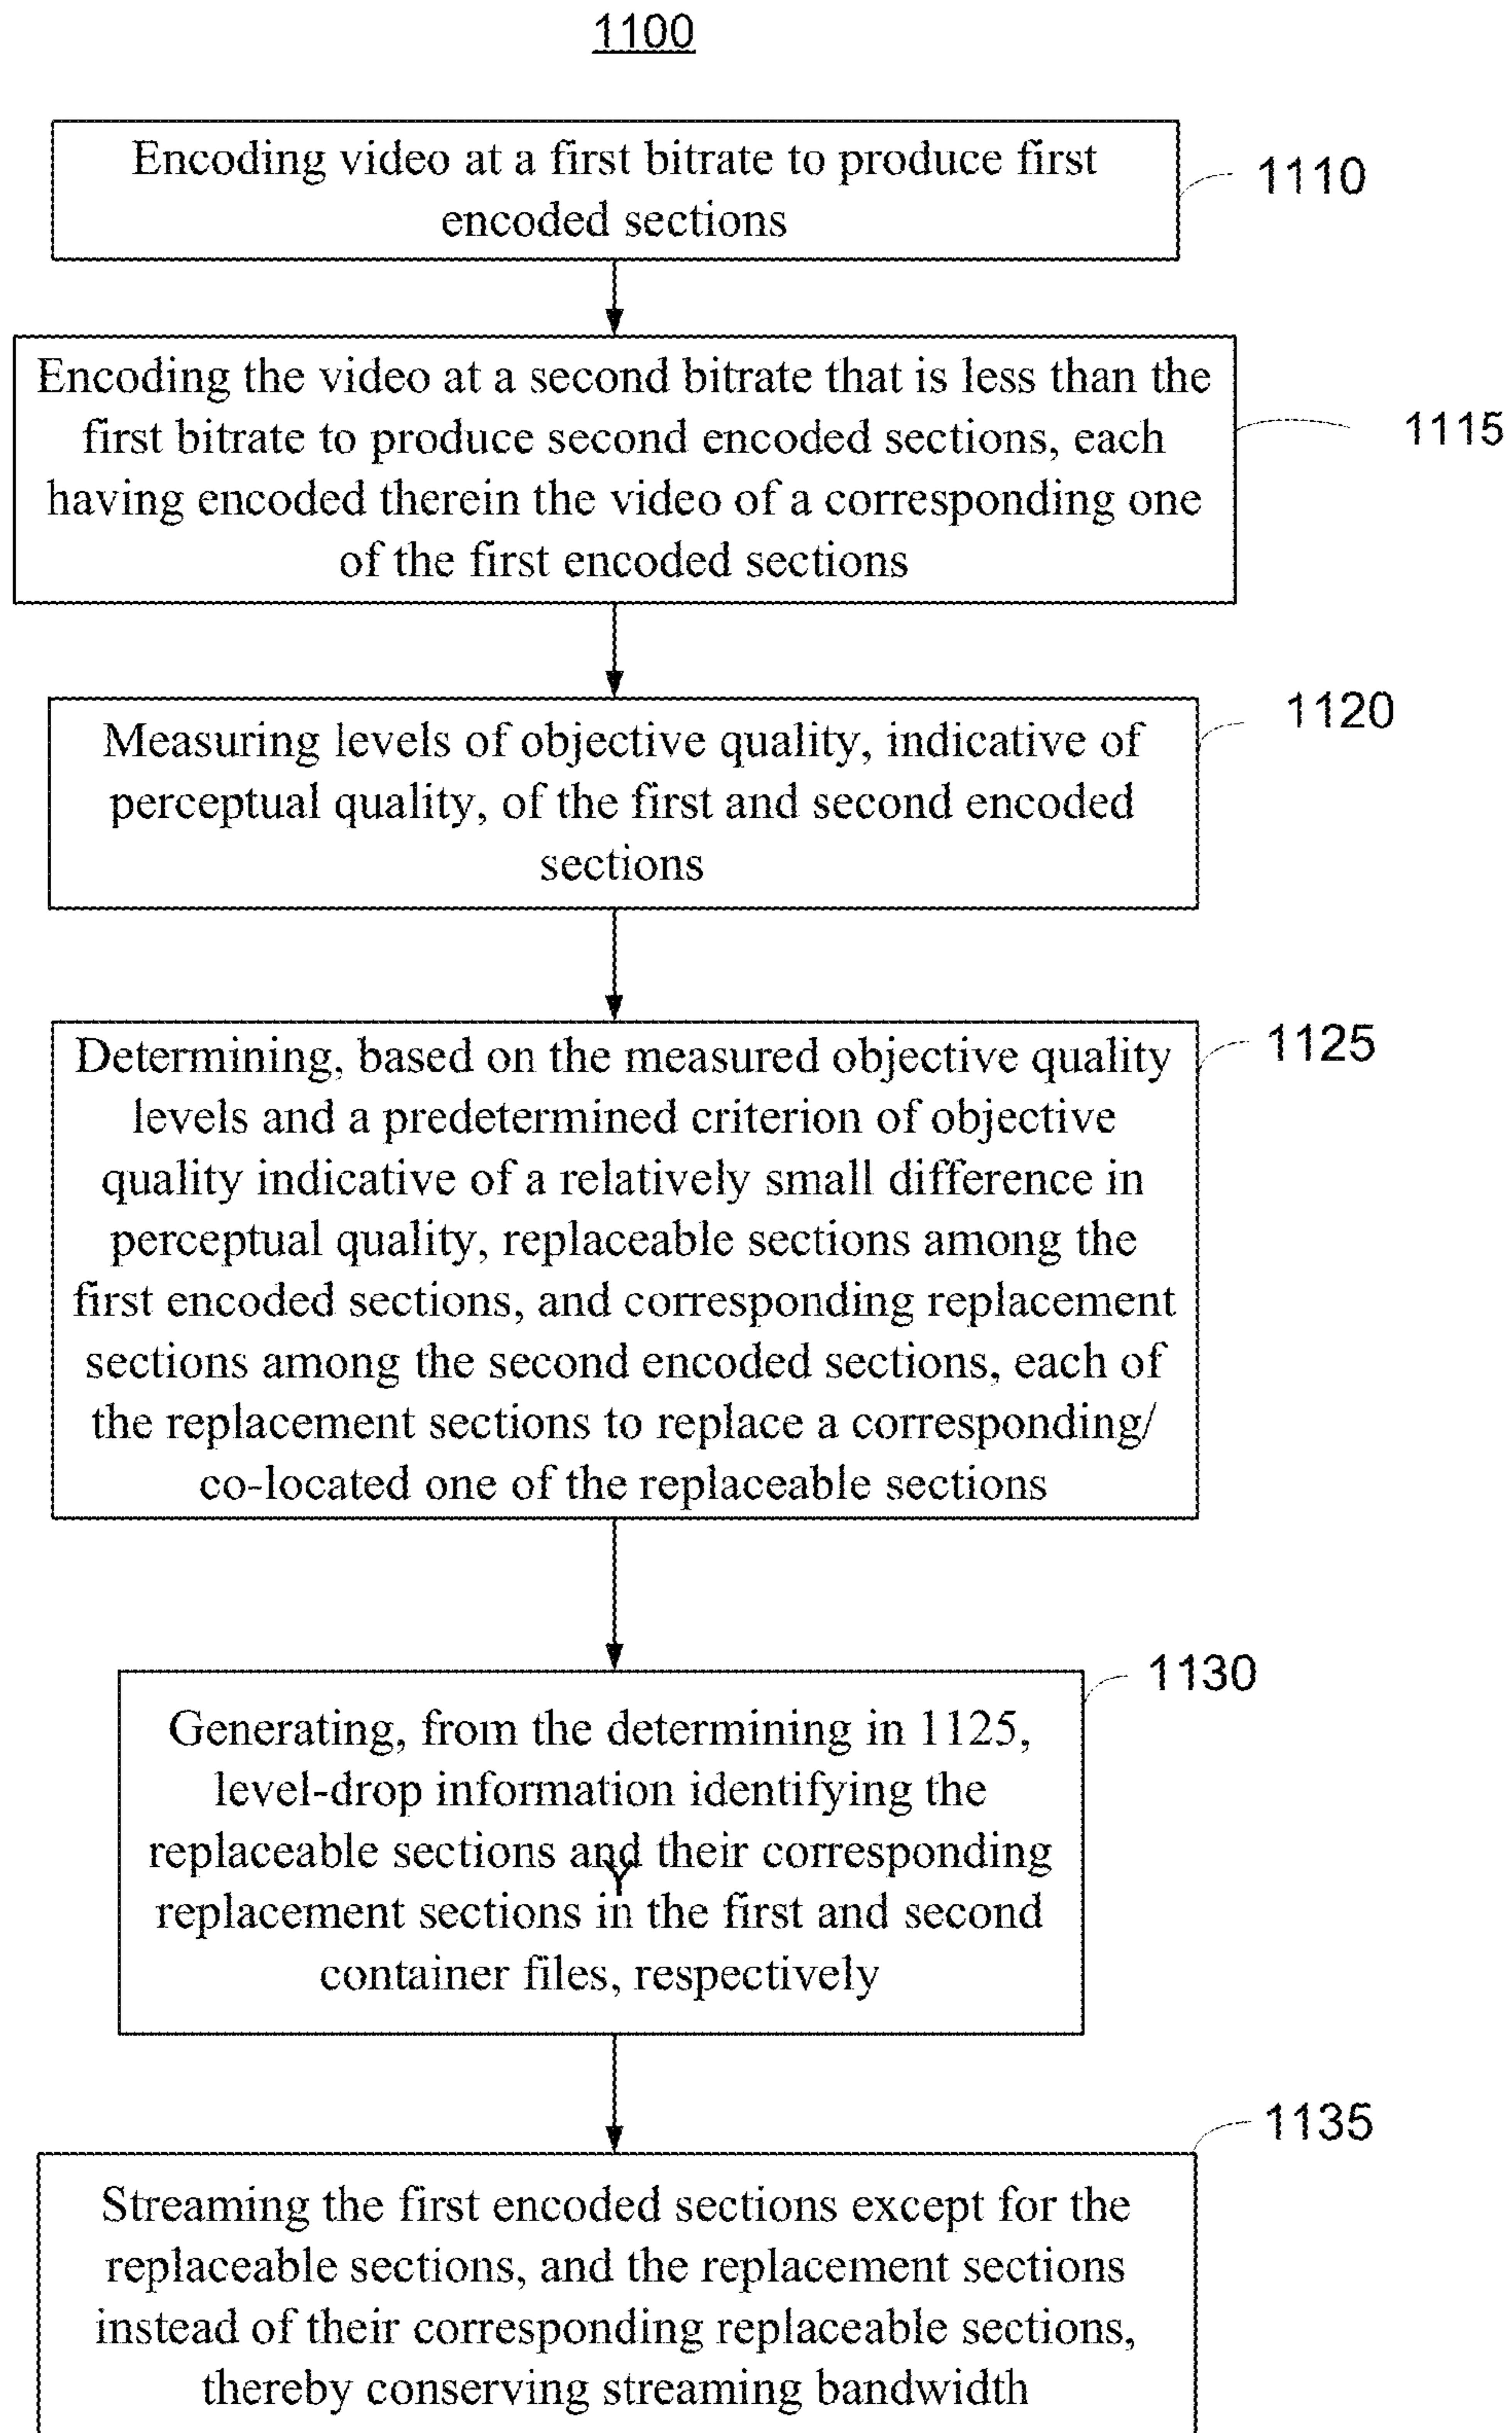 1100
Encoding video at a first bitrate to produce first
encoded sections
1110
Encoding the video at a second bitrate that is less than the
first bitrate to produce second encoded sections, each
having encoded therein the video of a corresponding one
of the first encoded sections
1115
Measuring levels of objective quality, indicative of
perceptual quality, of the first and second encoded
sections
1120
Determining, based on the measured objective quality
levels and a predetermined criterion of objective
quality indicative of a relatively small difference in
perceptual quality, replaceable sections among the
first encoded sections, and corresponding replacement
sections among the second encoded sections, each of
the replacement sections to replace a corresponding/
co-located one of the replaceable sections
1125
Generating, from the determining in 1125,
level-drop information identifying the
replaceable sections and their corresponding
Y
replacement sections in the first and second
container files, respectively
1130
Streaming the first encoded sections except for the
replaceable sections, and the replacement sections
instead of their corresponding replaceable sections,
thereby conserving streaming bandwidth
1135